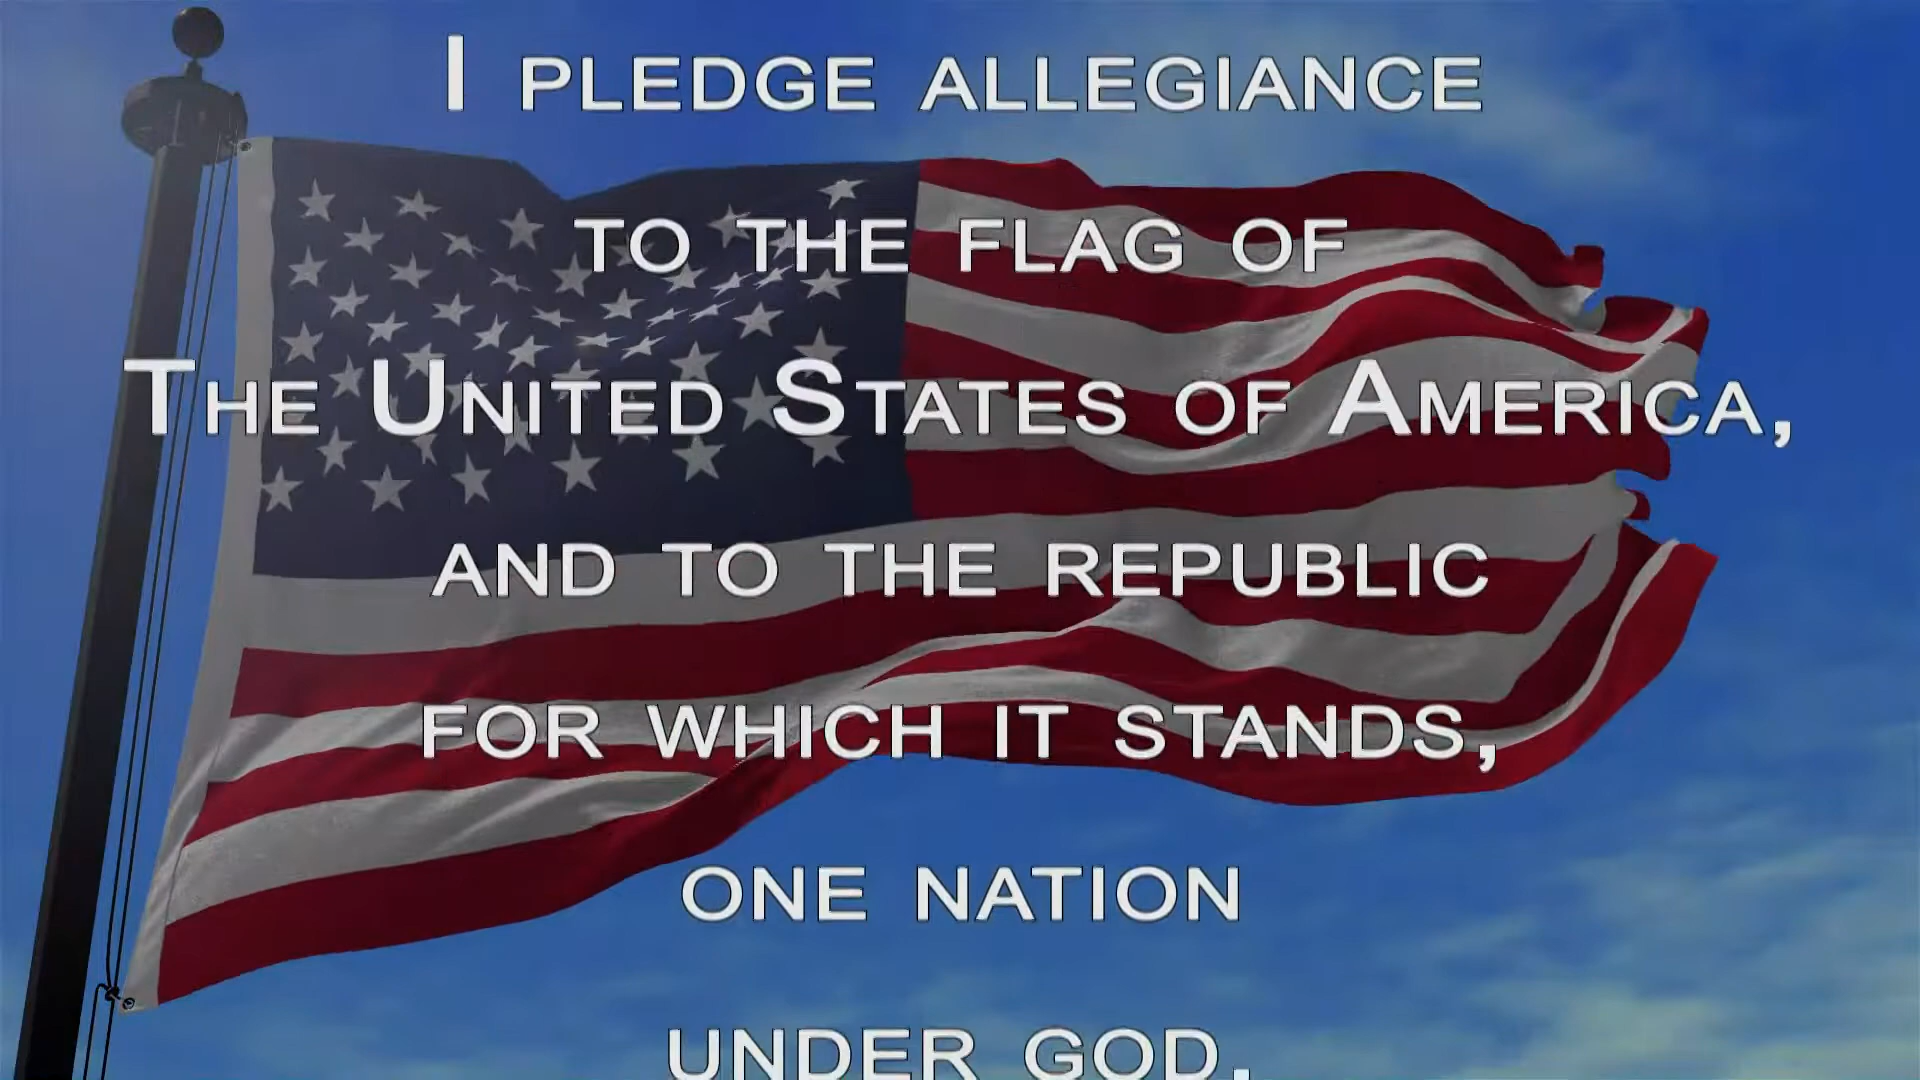 I PLEDGE ALLEGIANCE
TO THE FLAG OF
THE UNITED STATES OF AMERICA,
AND TO THE REPUBLIC
FOR WHICH IT STANDS,
ONE NATION
UNDER GOD,